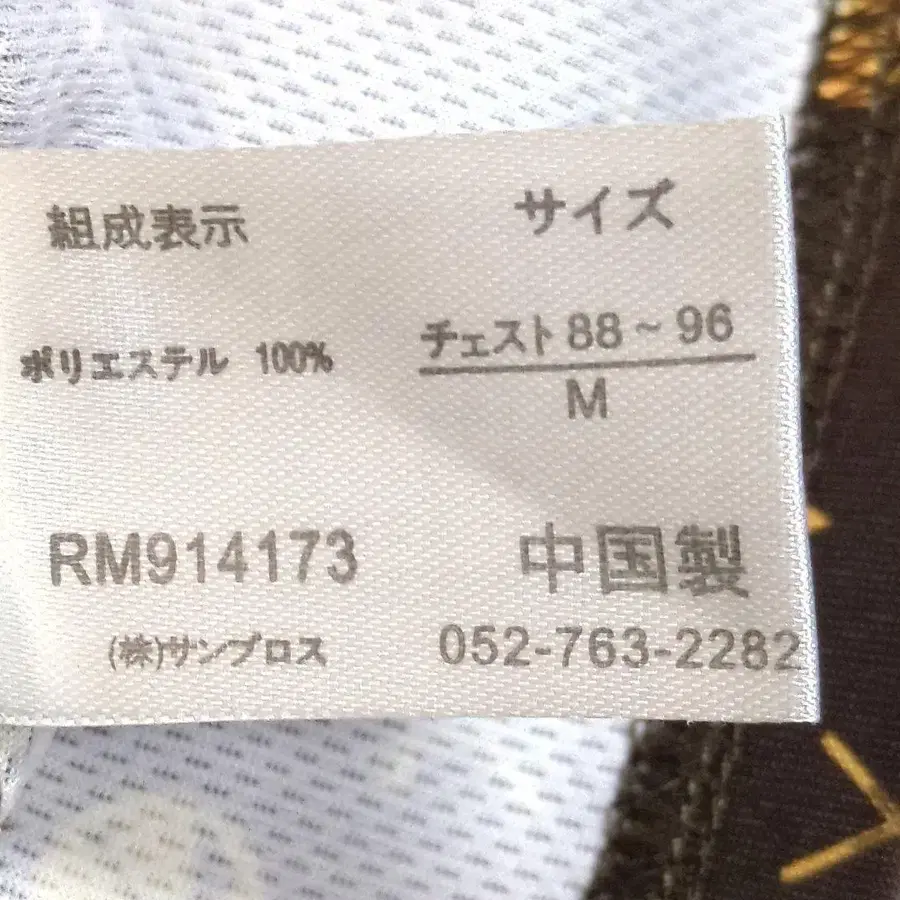 組成表示
ポリエステル 100%
サイズ
チェスト 88 ~ 96
M
RM914173
中国製
(株)サンプロス
052-763-2282